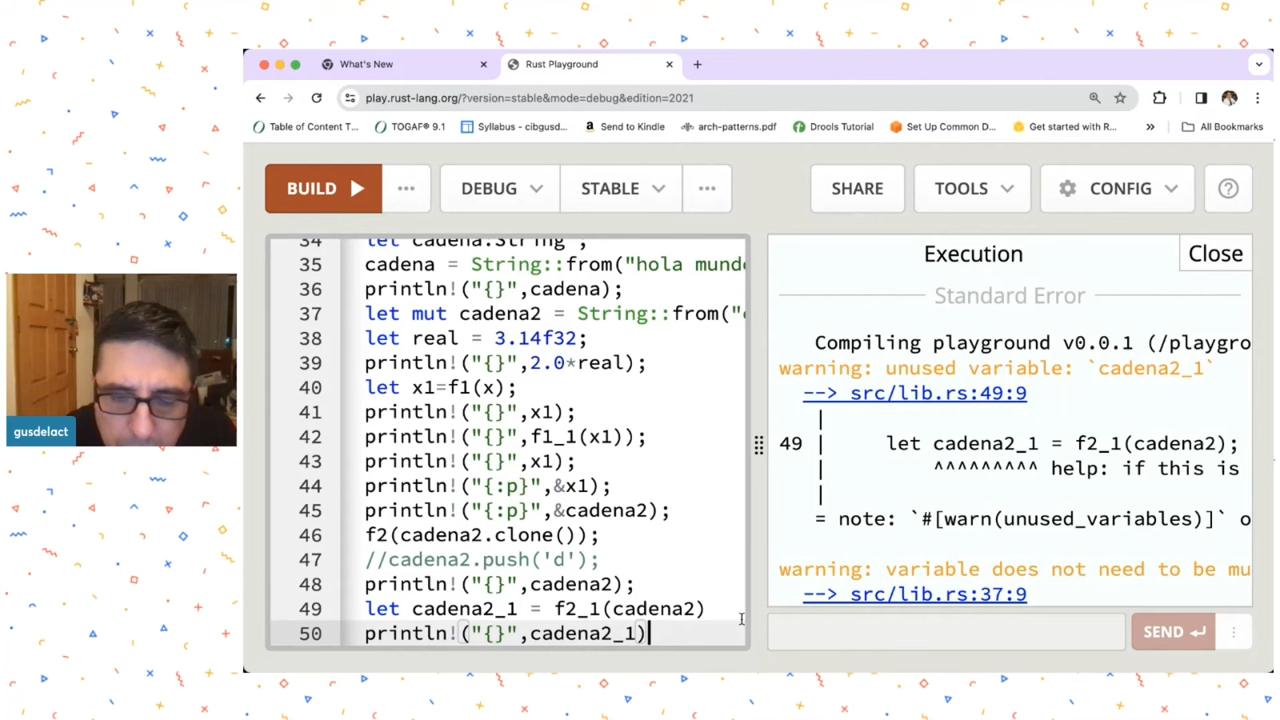 What's New
Rust Playground
play.rust-lang.org/?version=stable&mode=debug&edition=2021
Table of Content T...
TOGAF® 9.1
Syllabus - cibgusd...
Send to Kindle
arch-patterns.pdf
Drools Tutorial
Set Up Common D...
Get started with R...
»
All Bookmarks
BUILD
...
DEBUG
STABLE
...
SHARE
TOOLS
CONFIG
?
34 let cadena:String ;
35 cadena = String::from("hola mund
36 println!("{}",cadena);
37 let mut cadena2 = String::from("
38 let real = 3.14f32;
39 println!("{}",2.0*real);
40 let x1=f1(x);
41 println!("{}",x1);
42 println!("{}",f1_1(x1));
43 println!("{}",x1);
44 println!("{:p}",&x1);
45 println!("{:p}",&cadena2);
46 f2(cadena2.clone());
47 //cadena2.push('d');
48 println!("{}",cadena2);
49 let cadena2_1 = f2_1(cadena2)
50 println!("{}",cadena2_1)
Execution
Close
Standard Error
Compiling playground v0.0.1 (/playgro
warning: unused variable: `cadena2_1`
--> src/lib.rs:49:9
|
49 | let cadena2_1 = f2_1(cadena2);
| ^^^^^^^^^ help: if this is
|
= note: `#[warn(unused_variables)]` o
warning: variable does not need to be mu
--> src/lib.rs:37:9
SEND
gusdelact